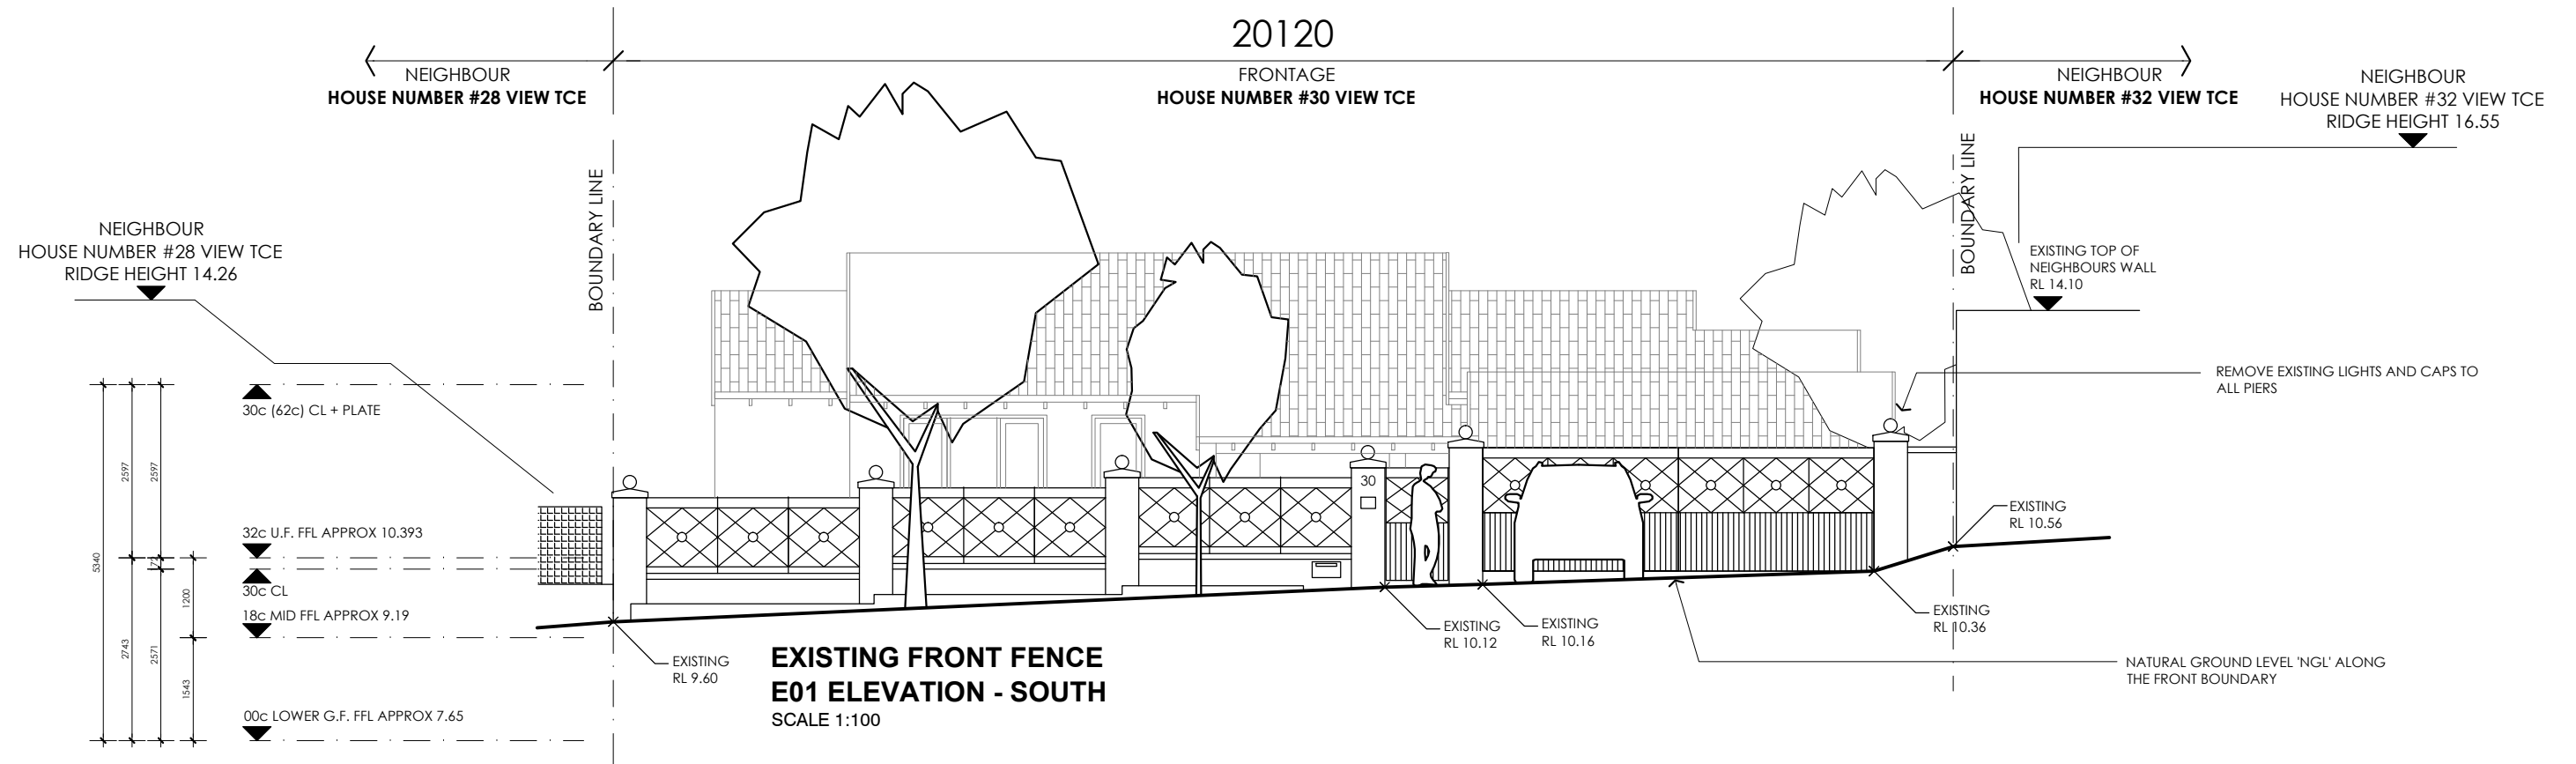 20120
NEIGHBOUR
HOUSE NUMBER #28 VIEW TCE
FRONTAGE
HOUSE NUMBER #30 VIEW TCE
NEIGHBOUR
HOUSE NUMBER #32 VIEW TCE
NEIGHBOUR
HOUSE NUMBER #32 VIEW TCE
RIDGE HEIGHT 16.55
BOUNDARY LINE
BOUNDARY LINE
NEIGHBOUR
HOUSE NUMBER #28 VIEW TCE
RIDGE HEIGHT 14.26
EXISTING TOP OF
NEIGHBOURS WALL
RL 14.10
REMOVE EXISTING LIGHTS AND CAPS TO
ALL PIERS
30c (62c) CL + PLATE
2597
2597
30
32c U.F. FFL APPROX 10.393
5340
30c CL
1200
18c MID FFL APPROX 9.19
2743
2571
1543
00c LOWER G.F. FFL APPROX 7.65
EXISTING
RL 10.56
EXISTING
RL 10.36
EXISTING
RL 10.12
EXISTING
RL 10.16
EXISTING
RL 9.60
NATURAL GROUND LEVEL 'NGL' ALONG
THE FRONT BOUNDARY
EXISTING FRONT FENCE
E01 ELEVATION - SOUTH
SCALE 1:100